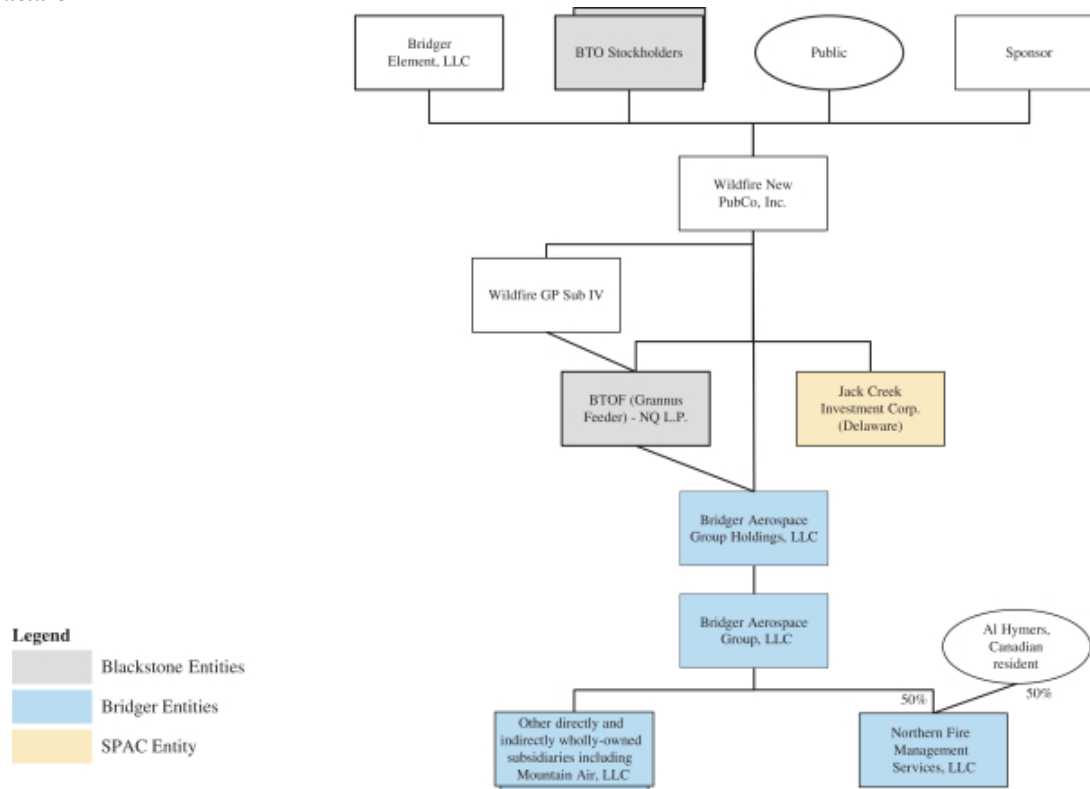 Bridger
Element, LLC
BTO Stockholders
Public
Sponsor
Wildfire New
PubCo, Inc.
Wildfire GP Sub IV
BTOF (Grannus
Feeder) - NQ L.P.
Jack Creek
Investment Corp.
(Delaware)
Bridger Aerospace
Group Holdings, LLC
Bridger Aerospace
Group, LLC
Al Hymers,
Canadian
resident
50%
50%
Other directly and
indirectly wholly-owned
subsidiaries including
Mountain Air, LLC
Northern Fire
Management
Services, LLC
Legend
Blackstone Entities
Bridger Entities
SPAC Entity